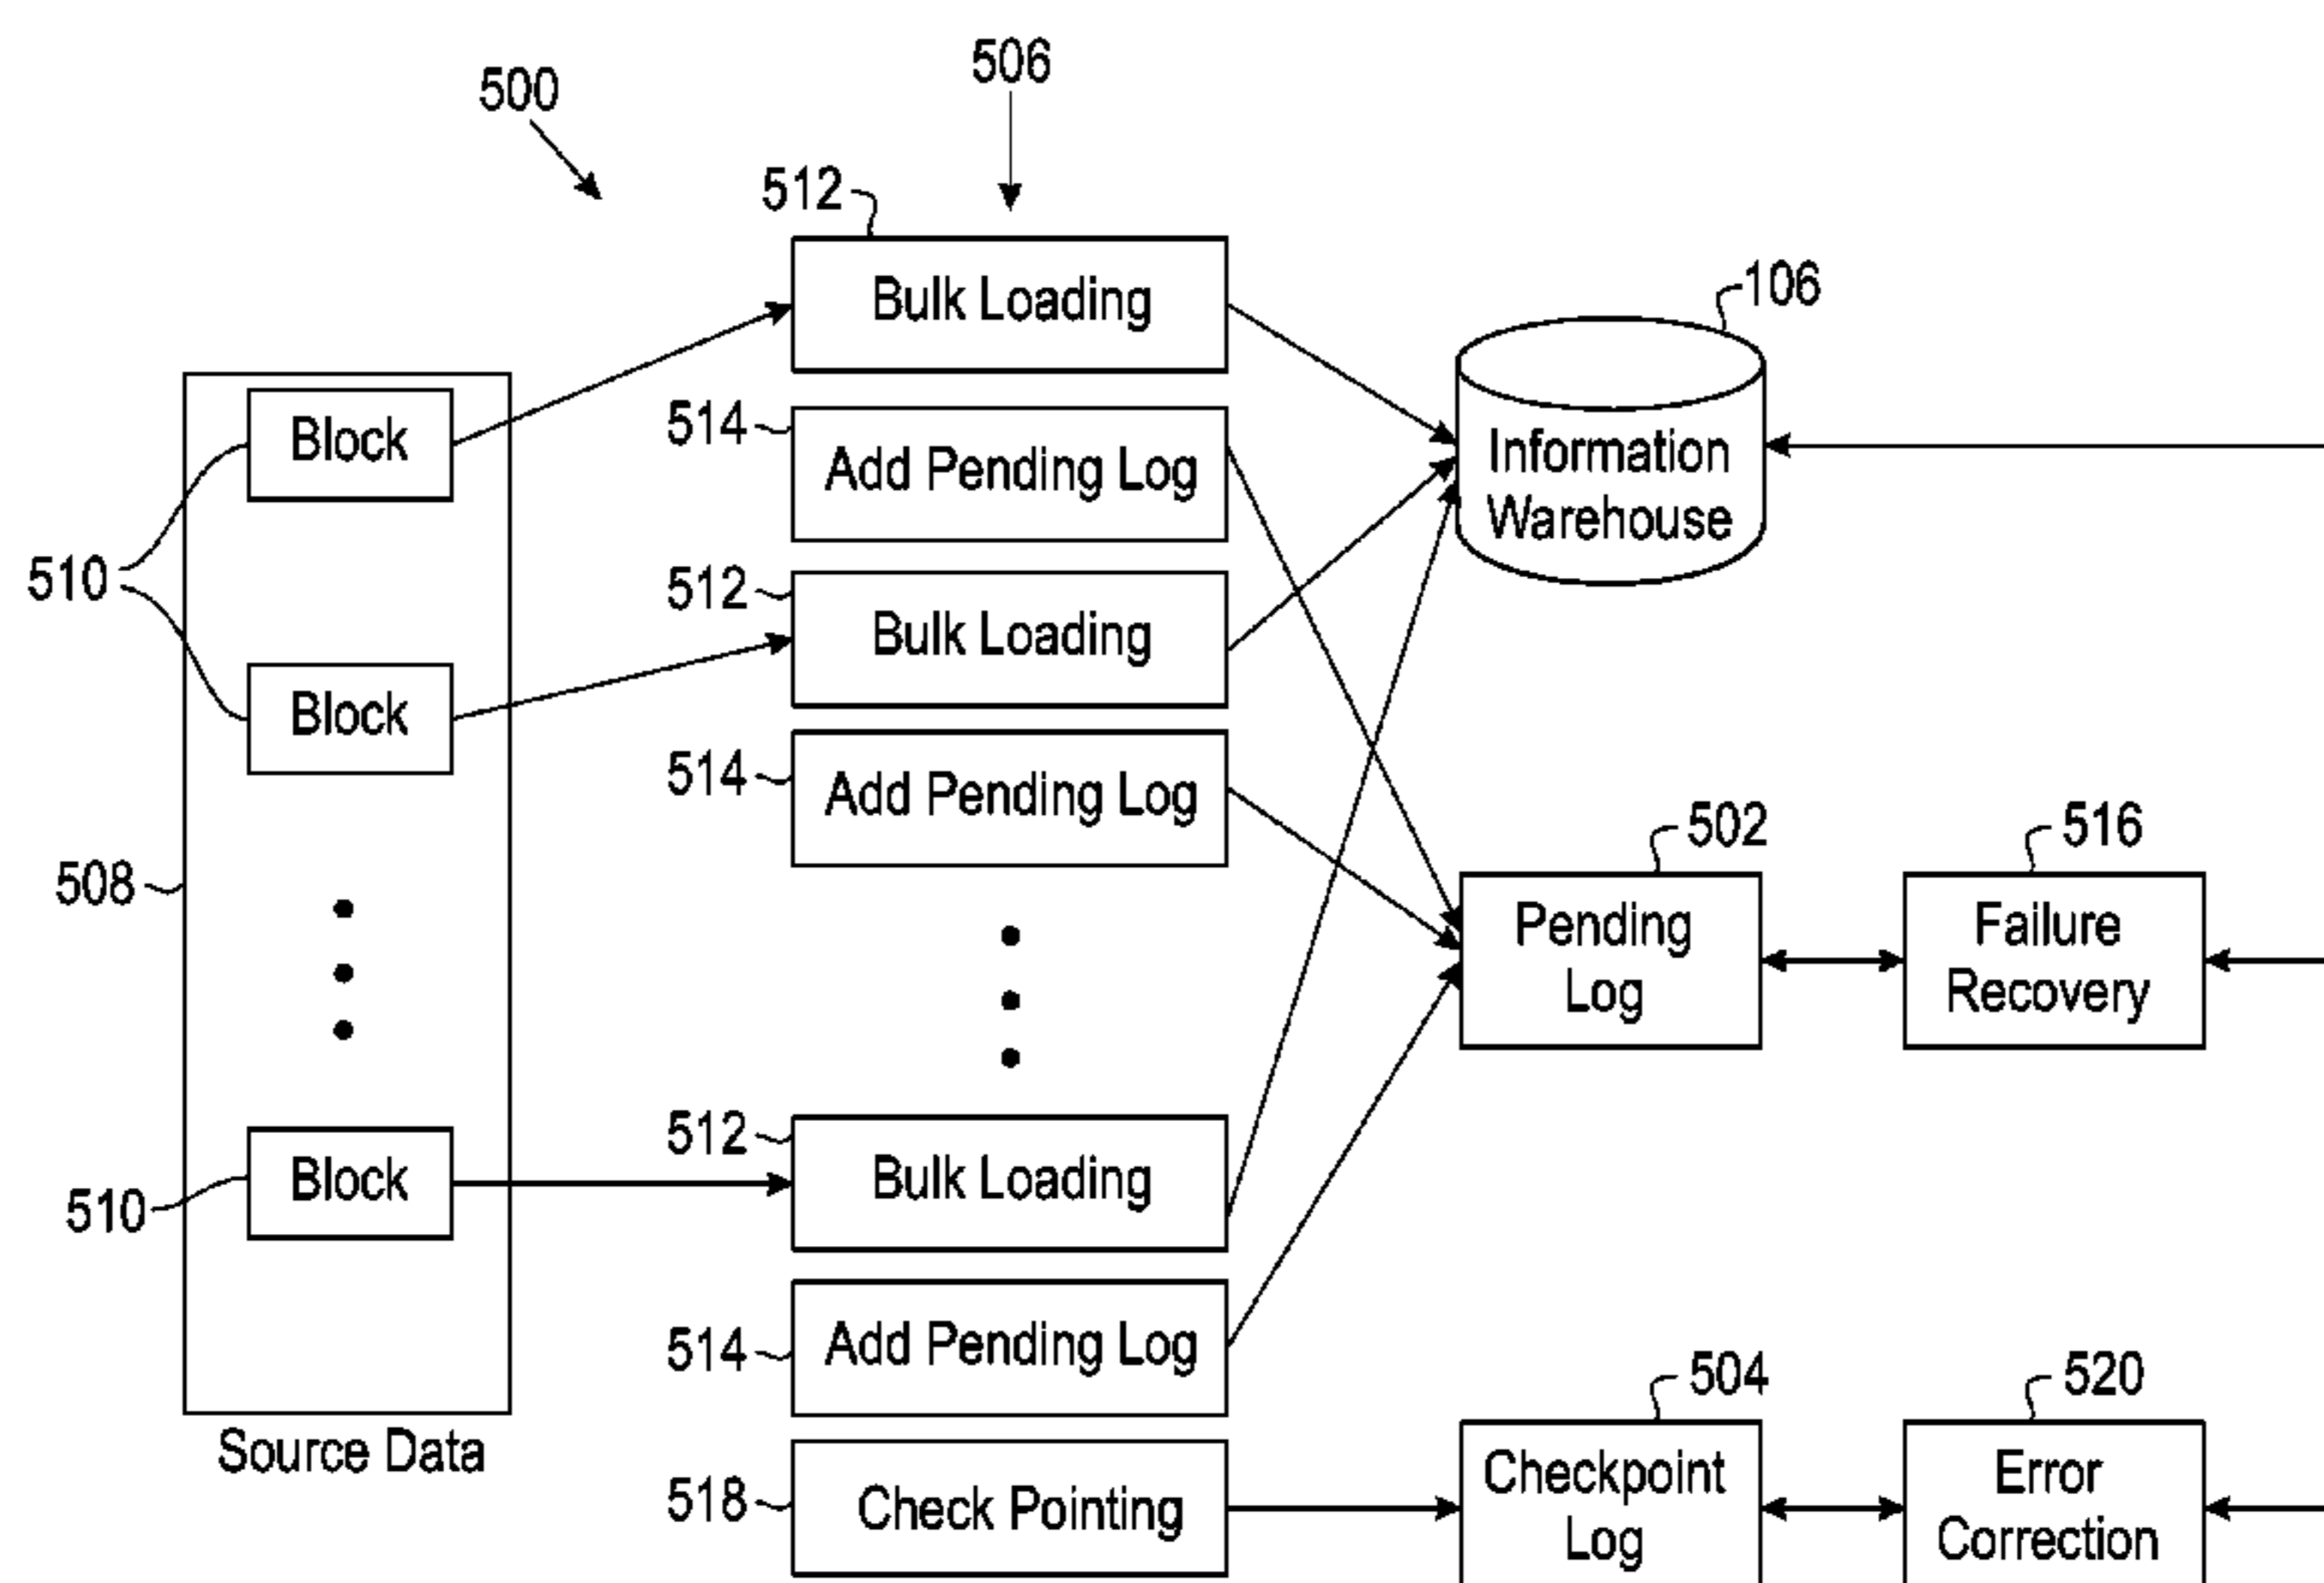 500
506
512
Bulk Loading
106
Information
Warehouse
Block
514
Add Pending Log
510
512
Bulk Loading
Block
514
Add Pending Log
502
516
508
Pending
Log
Failure
Recovery
512
Bulk Loading
Block
510
514
Add Pending Log
504
520
Source Data
518
Check Pointing
Checkpoint
Log
Error
Correction